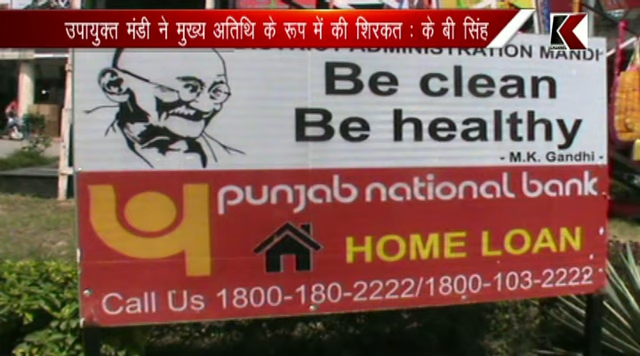 उपायुक्त मंडी ने मुख्य अतिथि के रूप में की शिरकत : के बी सिंह
K
DISTRICT ADMINISTRATION MANDI
Be clean
Be healthy
- M.K. Gandhi -
punjab national bank
HOME LOAN
Call Us 1800-180-2222/1800-103-2222